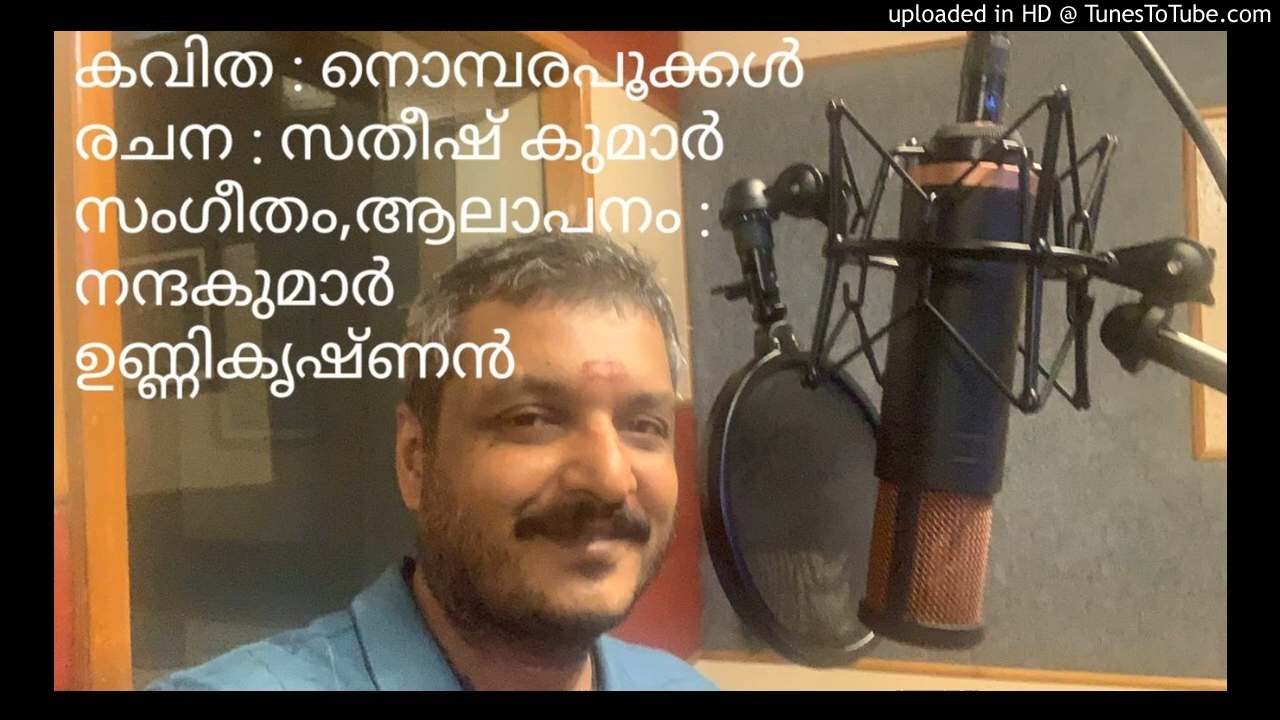 uploaded in HD @ TunesToTube.com
കവിത : നൊമ്പരപൂക്കൾ
രചന : സതീഷ് കുമാർ
സംഗീതം,ആലാപനം :
നന്ദകുമാർ
ഉണ്ണികൃഷ്ണൻ